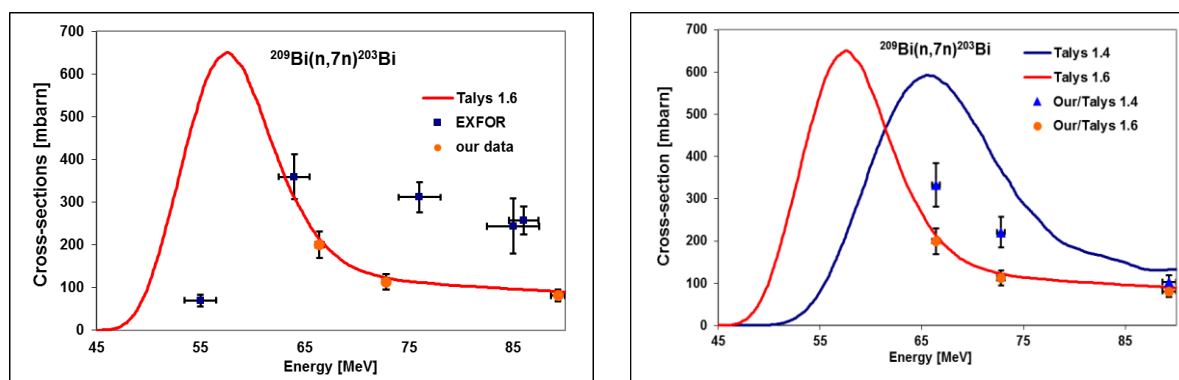 ²⁰⁹Bi(n,7n)²⁰³Bi
Talys 1.6
EXFOR
our data
Cross-sections [mbarn]
700
600
500
400
300
200
100
0
45
55
65
75
85
Energy [MeV]
²⁰⁹Bi(n,7n)²⁰³Bi
Talys 1.4
Talys 1.6
Our/Talys 1.4
Our/Talys 1.6
Cross-section [mbarn]
700
600
500
400
300
200
100
0
45
55
65
75
85
Energy [MeV]